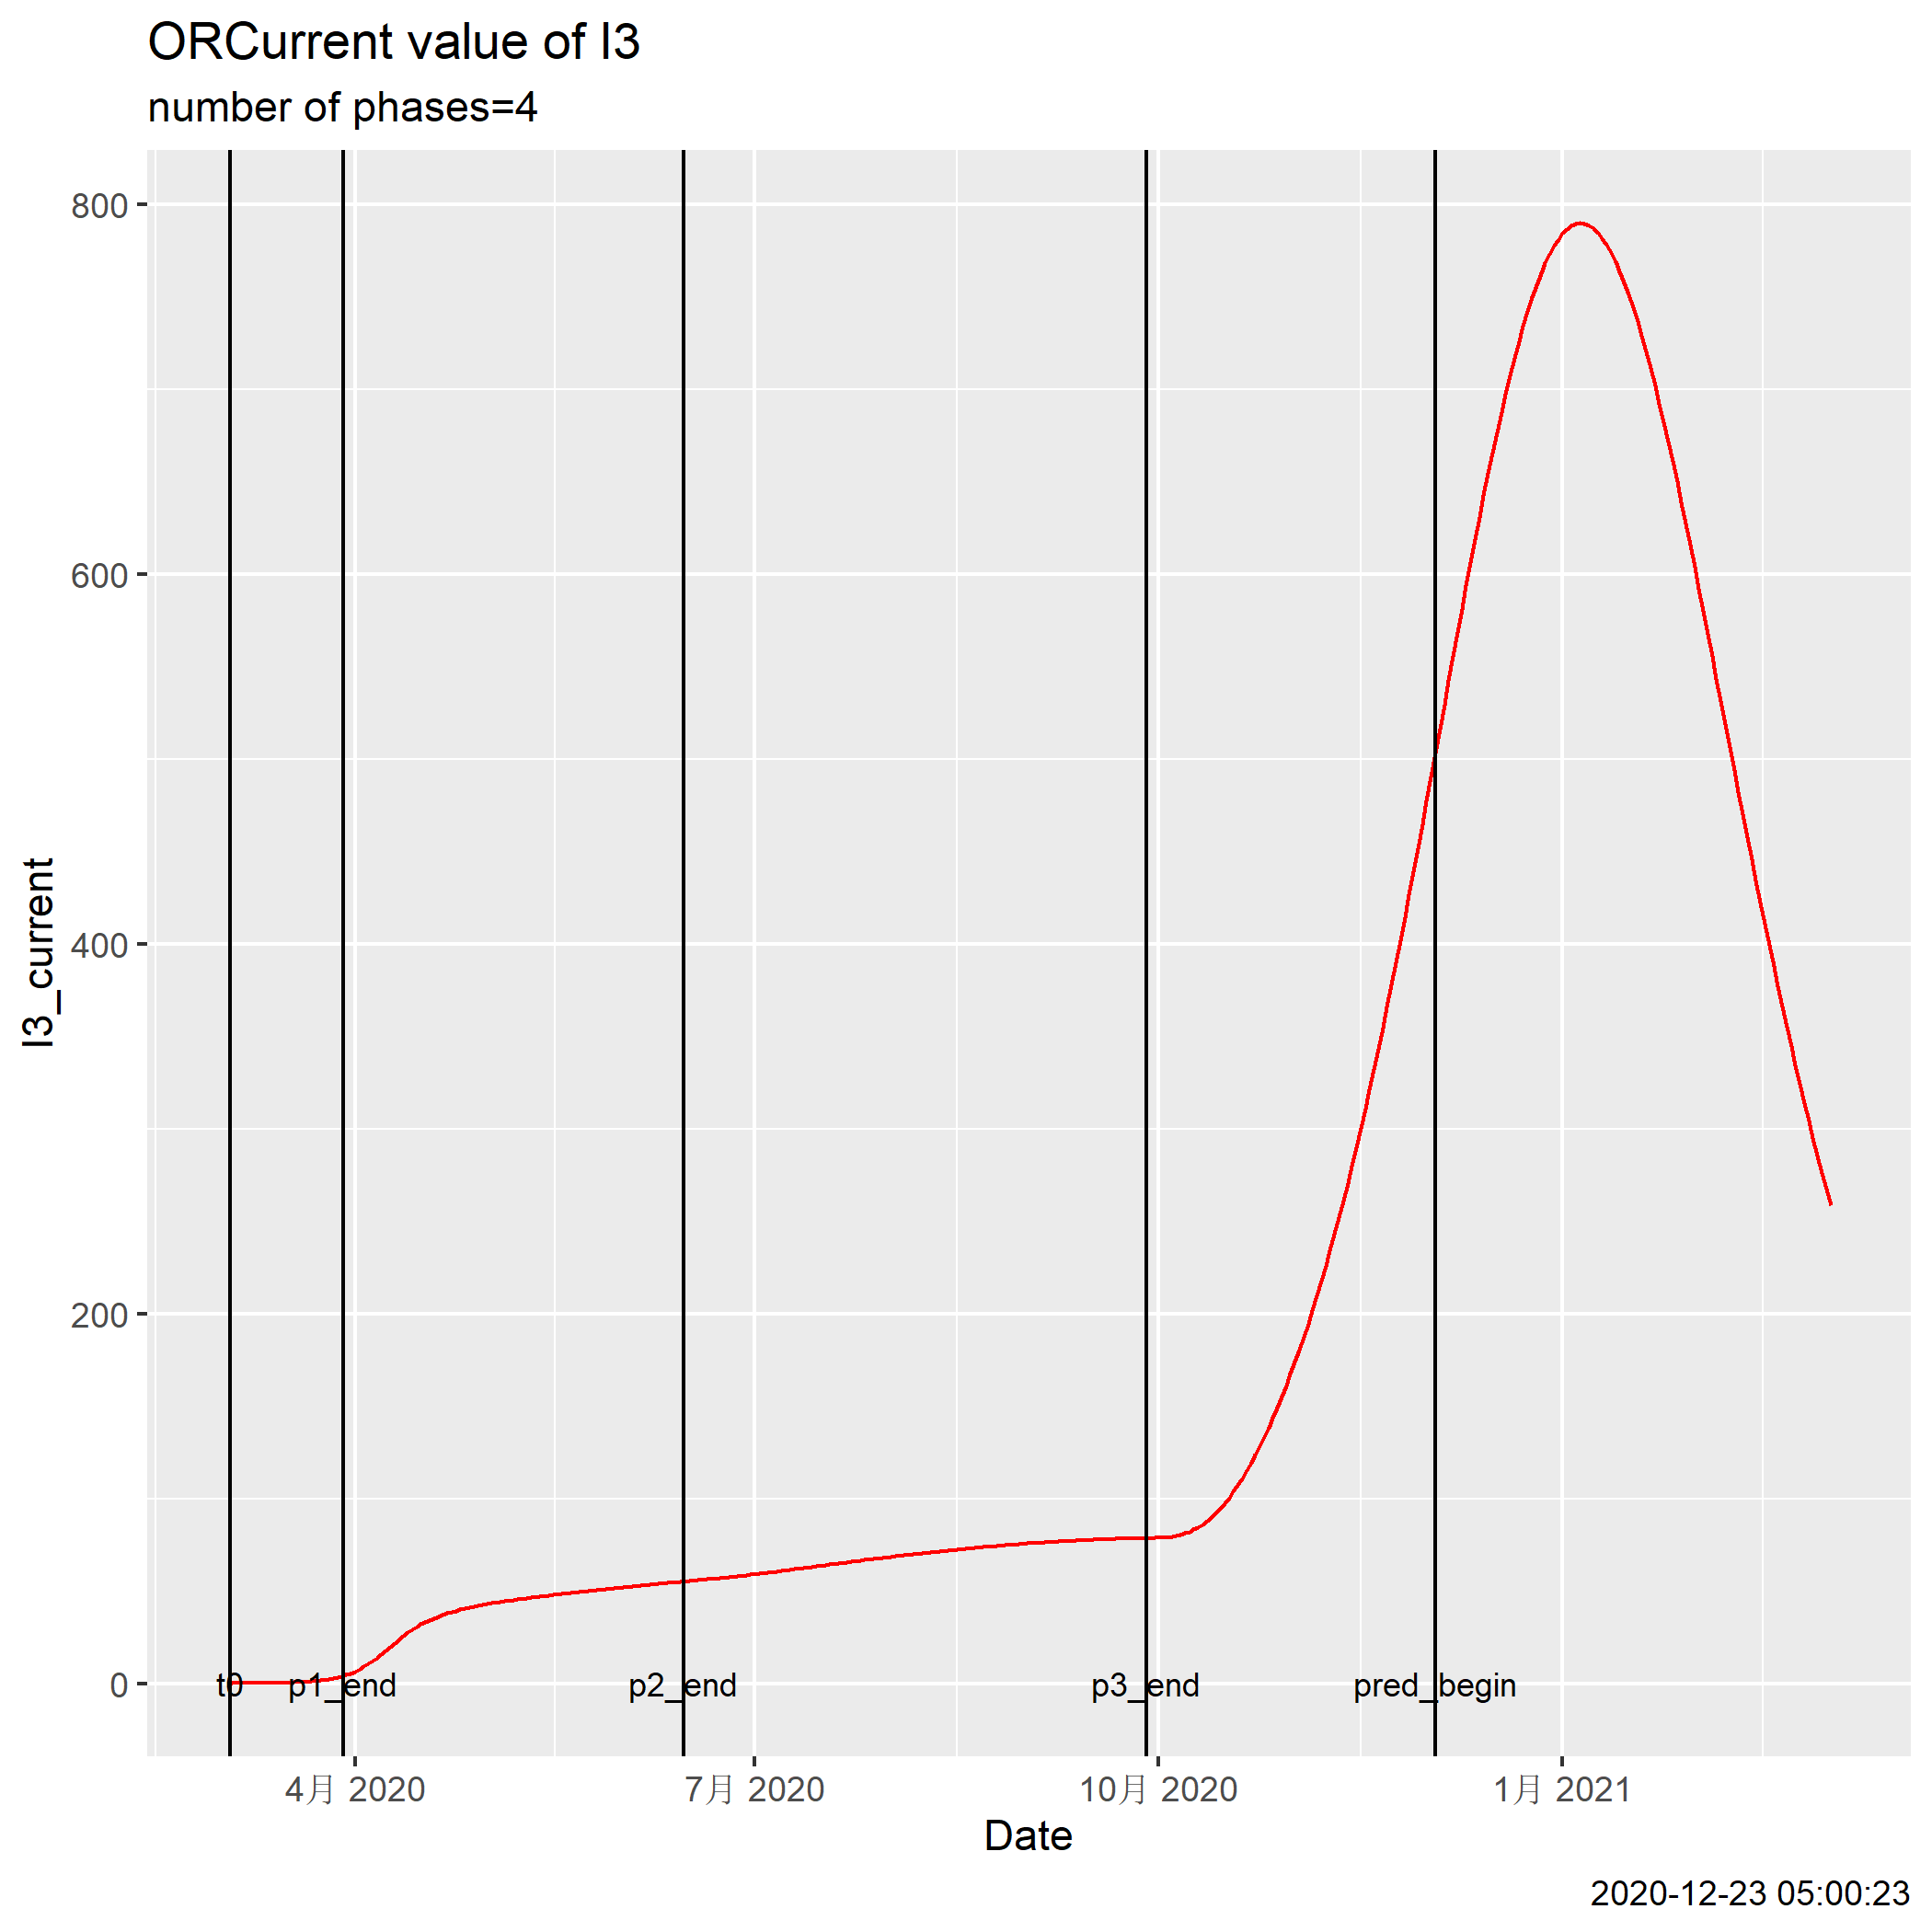 ORCurrent value of I3
number of phases=4
I3_current
800
600
400
200
0
t0 p1_end p2_end p3_end pred_begin
4月 2020 7月 2020 10月 2020 1月 2021
Date
2020-12-23 05:00:23